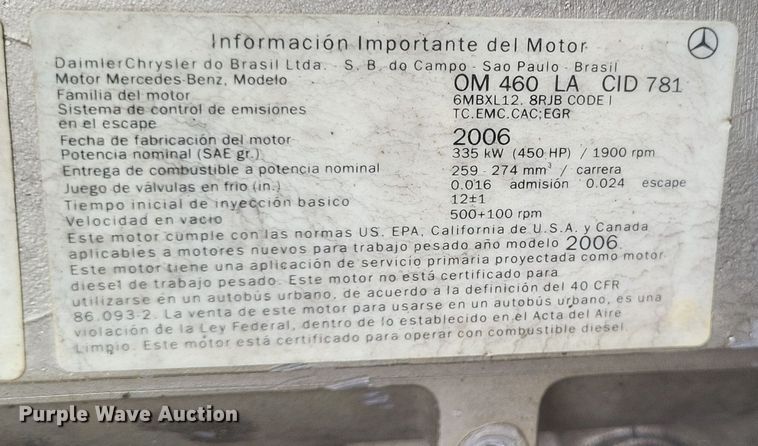 Información Importante del Motor
DaimlerChrysler do Brasil Ltda. - S. B. do Campo - Sao Paulo - Brasil
Motor Mercedes-Benz, Modelo OM 460 LA CID 781
Familia del motor 6MBXL12. 8RJB CODE I
Sistema de control de emisiones TC.EMC.CAC;EGR
en el escape
Fecha de fabricación del motor 2006
Potencia nominal (SAE gr.) 335 kW (450 HP) / 1900 rpm
Entrega de combustible a potencia nominal 259 - 274 mm³ / carrera
Juego de válvulas en frio (in.) 0.016 admisión 0.024 escape
Tiempo inicial de inyección basico 12±1
Velocidad en vacio 500+100 rpm
Este motor cumple con las normas US. EPA, California de U.S.A. y Canada
aplicables a motores nuevos para trabajo pesado año modelo 2006
Este motor tiene una aplicación de servicio primaria proyectada como motor
diesel de trabajo pesado. Este motor no está certificado para
utilizarse en un autobús urbano, de acuerdo a la definición del 40 CFR
86.093-2. La venta de este motor para usarse en un autobús urbano, es una
violación de la Ley Federal, dentro de lo establecido en el Acta del Aire
Limpio. Este motor está certificado para operar con combustible diesel.
Purple Wave Auction